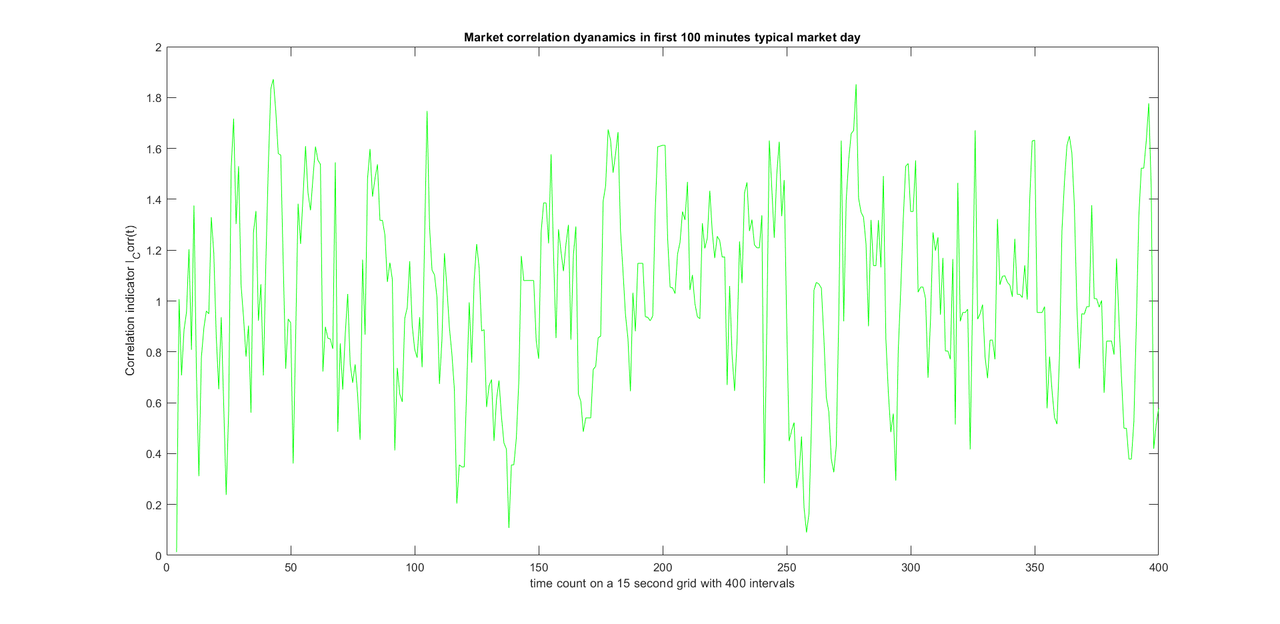 Market correlation dyanamics in first 100 minutes typical market day
2
1.8
1.6
1.4
1.2
1
0.8
0.6
0.4
0.2
0
Correlation indicator I_Corr(t)
0 50 100 150 200 250 300 350 400
time count on a 15 second grid with 400 intervals